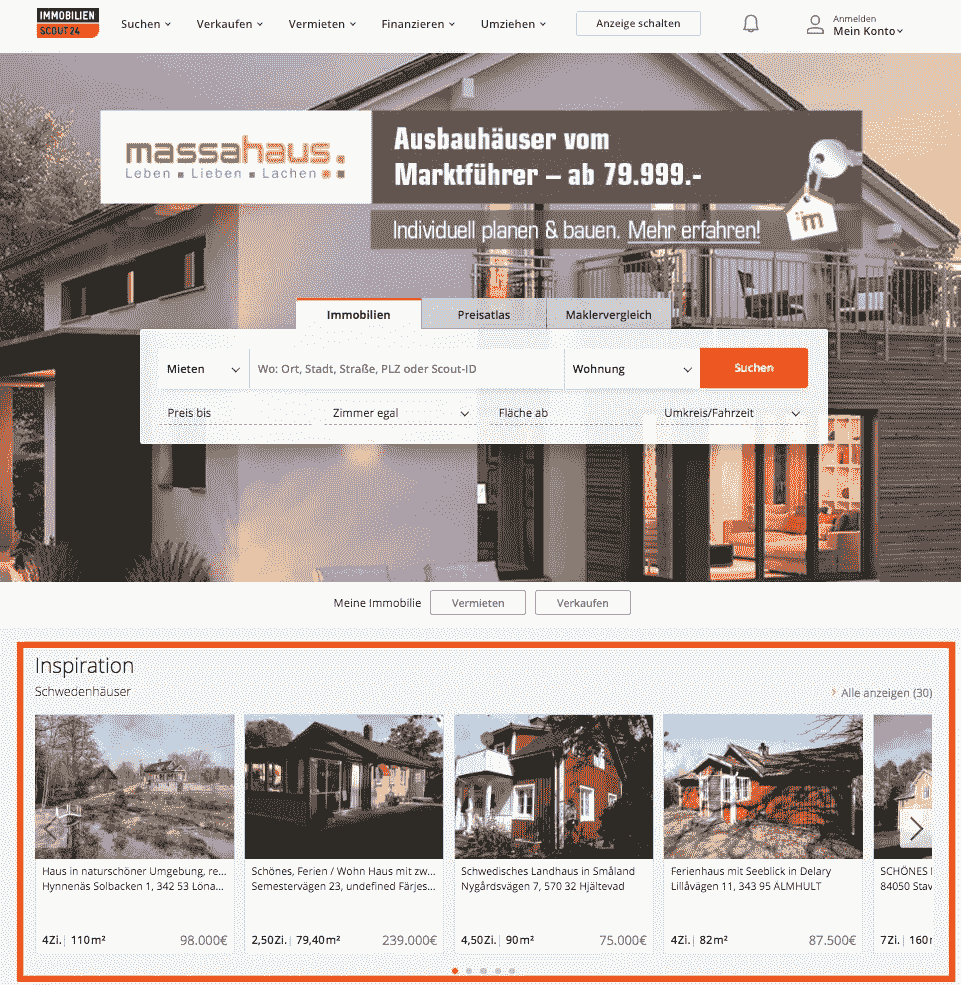 IMMOBILIEN
SCOUT 24
Suchen
Verkaufen
Vermieten
Finanzieren
Umziehen
Anzeige schalten
Anmelden
Mein Konto
massahaus.
Leben Lieben Lachen
Ausbauhäuser vom
Marktführer – ab 79.999.-
Individuell planen & bauen. Mehr erfahren!
m
Immobilien
Preisatlas
Maklervergleich
Mieten
Wo: Ort, Stadt, Straße, PLZ oder Scout-ID
Wohnung
Suchen
Preis bis
Zimmer egal
Fläche ab
Umkreis/Fahrzeit
Meine Immobilie
Vermieten
Verkaufen
Inspiration
Schwedenhäuser
Alle anzeigen (30)
Haus in naturschöner Umgebung, re...
Hynnenäs Solbacken 1, 342 53 Löna...
4Zi. | 110m² 98.000€
Schönes, Ferien / Wohn Haus mit zw...
Semestervägen 23, undefined Färjes...
2,50Zi. | 79,40m² 239.000€
Schwedisches Landhaus in Småland
Nygårdsvägen 7, 570 32 Hjältevad
4,50Zi. | 90m² 75.000€
Ferienhaus mit Seeblick in Delary
Lillåvägen 11, 343 95 ALMHULT
4Zi. | 82m² 87.500€
SCHÖNES
84050 Stav
7Zi. | 160